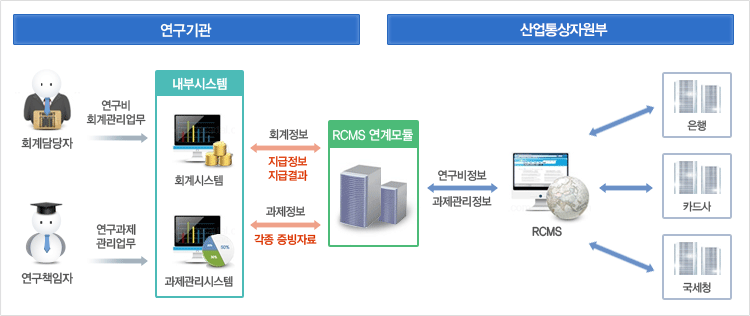 연구기관
산업통상자원부
회계담당자
연구비
회계관리업무
연구책임자
연구과제
관리업무
내부시스템
회계시스템
과제관리시스템
회계정보
지급정보
지급결과
과제정보
각종 증빙자료
RCMS 연계모듈
연구비정보
과제관리정보
RCMS
은행
카드사
국세청